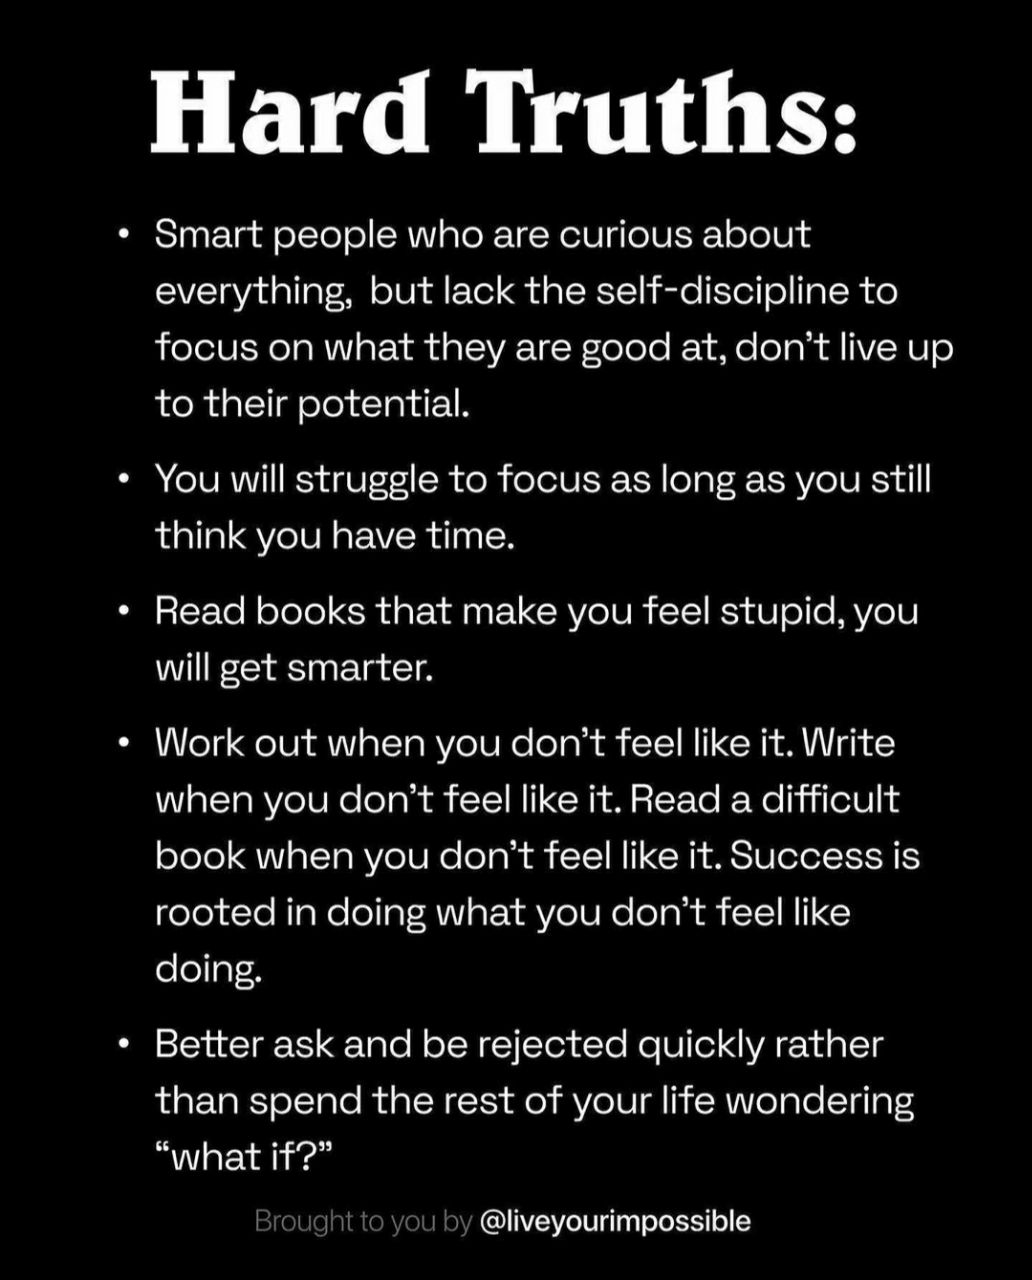 Hard Truths:
• Smart people who are curious about
everything,  but lack the self-discipline to
focus on what they are good at, don’t live up
to their potential.
• You will struggle to focus as long as you still
think you have time.
• Read books that make you feel stupid, you
will get smarter.
• Work out when you don’t feel like it. Write
when you don’t feel like it. Read a difficult
book when you don’t feel like it. Success is
rooted in doing what you don’t feel like
doing.
• Better ask and be rejected quickly rather
than spend the rest of your life wondering
“what if?”
Brought to you by @liveyourimpossible